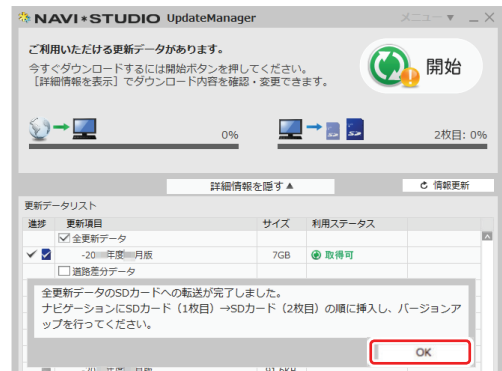 NAVI*STUDIO UpdateManager
メニュー ▼ _ ×
ご利用いただける更新データがあります。
今すぐダウンロードするには開始ボタンを押してください。
[詳細情報を表示]でダウンロード内容を確認・変更できます。
開始
0%
2枚目: 0%
詳細情報を隠す▲
情報更新
更新データリスト
進捗 更新項目 サイズ 利用ステータス
全更新データ
-20 年度 月版 7GB 取得可
道路差分データ
全更新データのSDカードへの転送が完了しました。
ナビゲーションにSDカード(1枚目)→SDカード(2枚目)の順に挿入し、バージョンア
ップを行ってください。
OK